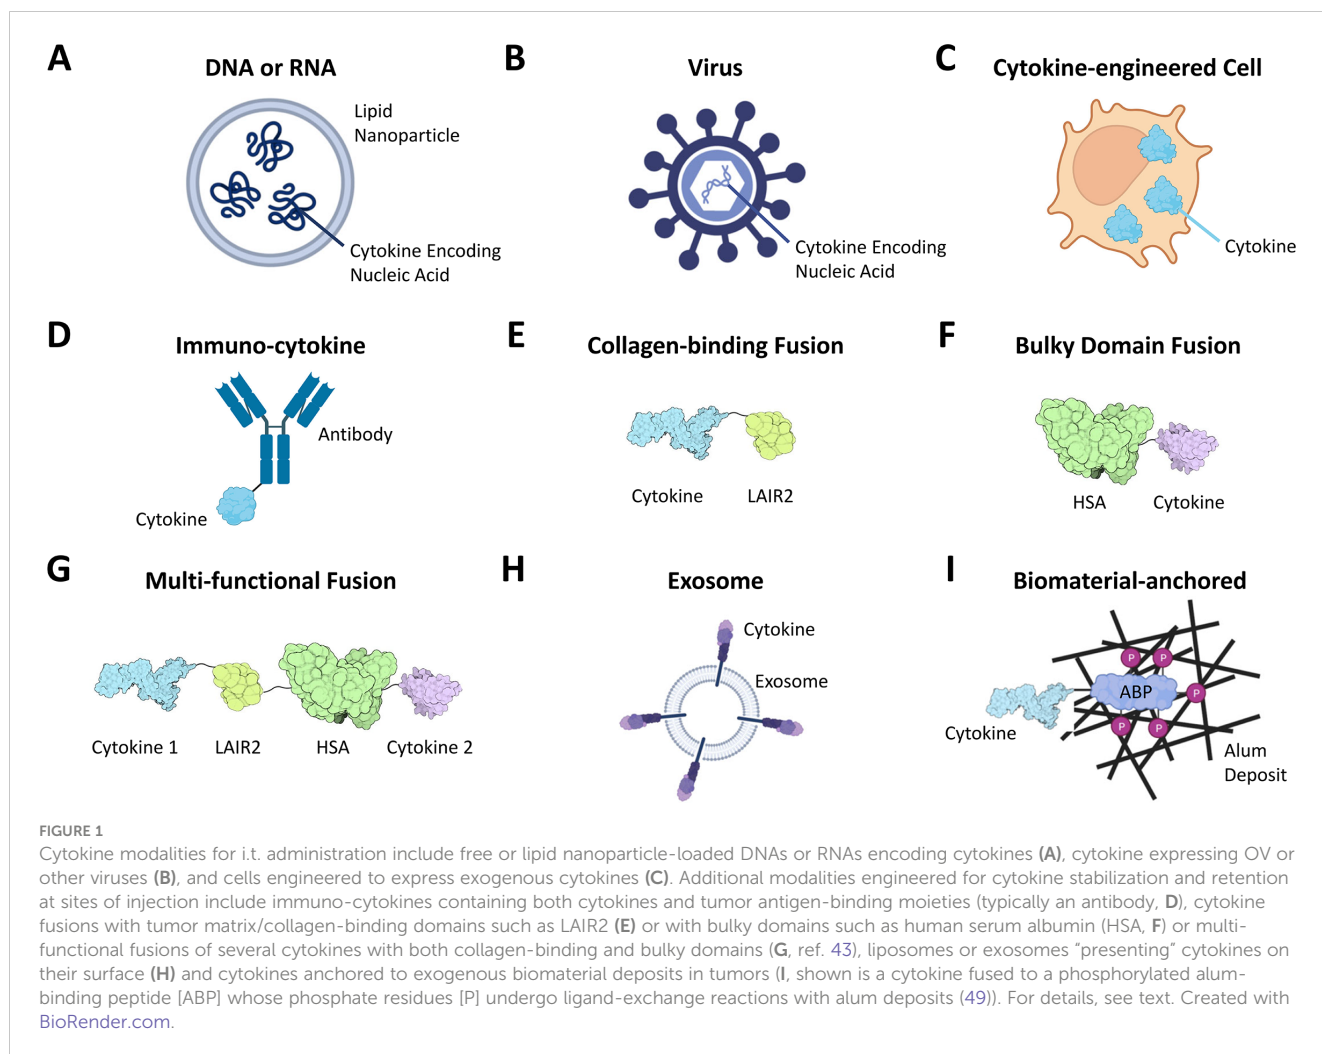 A
DNA or RNA
Lipid
Nanoparticle
Cytokine Encoding
Nucleic Acid
B
Virus
Cytokine Encoding
Nucleic Acid
C
Cytokine-engineered Cell
Cytokine
D
Immuno-cytokine
Antibody
Cytokine
E
Collagen-binding Fusion
Cytokine
LAIR2
F
Bulky Domain Fusion
HSA
Cytokine
G
Multi-functional Fusion
Cytokine 1
LAIR2
HSA
Cytokine 2
H
Exosome
Cytokine
Exosome
I
Biomaterial-anchored
P
P
ABP
P
P
P
Cytokine
Alum
Deposit
FIGURE 1
Cytokine modalities for i.t. administration include free or lipid nanoparticle-loaded DNAs or RNAs encoding cytokines (A), cytokine expressing OV or
other viruses (B), and cells engineered to express exogenous cytokines (C). Additional modalities engineered for cytokine stabilization and retention
at sites of injection include immuno-cytokines containing both cytokines and tumor antigen-binding moieties (typically an antibody, D), cytokine
fusions with tumor matrix/collagen-binding domains such as LAIR2 (E) or with bulky domains such as human serum albumin (HSA, F) or multi-
functional fusions of several cytokines with both collagen-binding and bulky domains (G, ref. 43), liposomes or exosomes “presenting” cytokines on
their surface (H) and cytokines anchored to exogenous biomaterial deposits in tumors (I, shown is a cytokine fused to a phosphorylated alum-
binding peptide [ABP] whose phosphate residues [P] undergo ligand-exchange reactions with alum deposits (49)). For details, see text. Created with
BioRender.com.